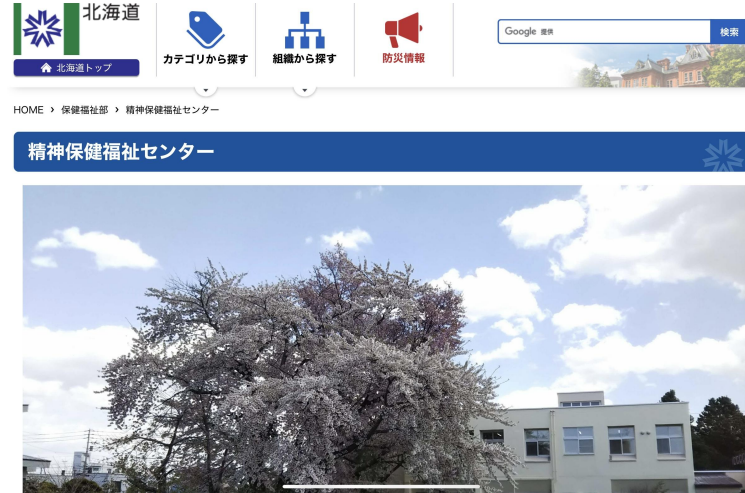 北海道
北海道トップ
カテゴリから探す
組織から探す
防災情報
Google 提供
検索
HOME > 保健福祉部 > 精神保健福祉センター
精神保健福祉センター